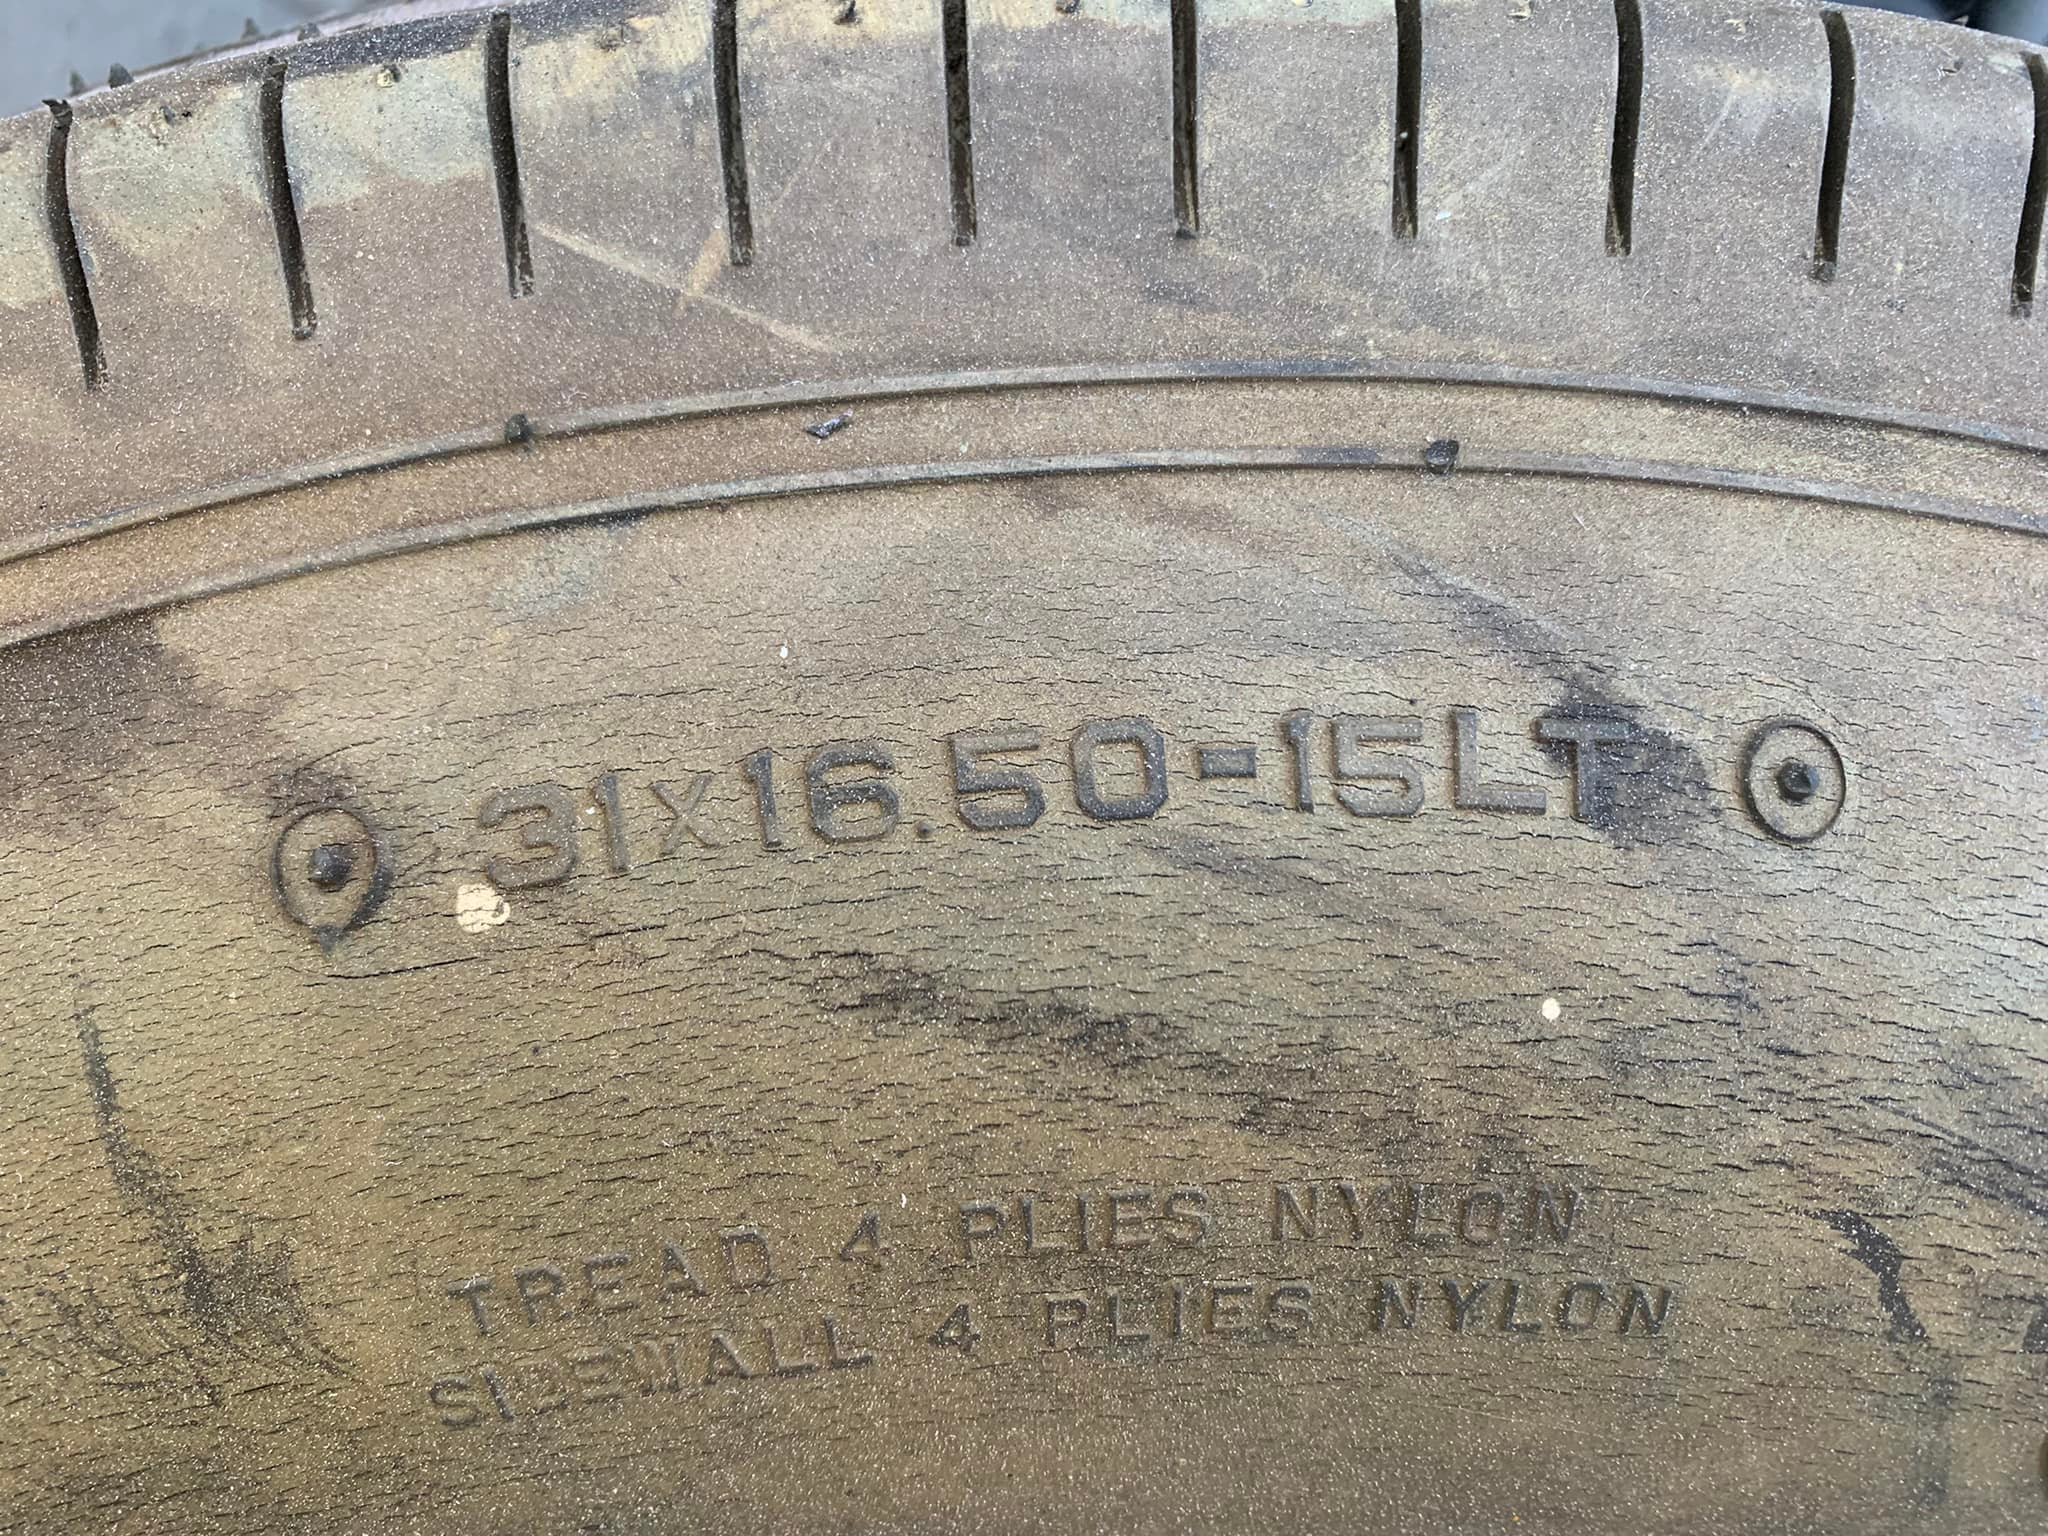 31x16.50-15LT
TREAD 4 PLIES NYLON
SIDEWALL 4 PLIES NYLON